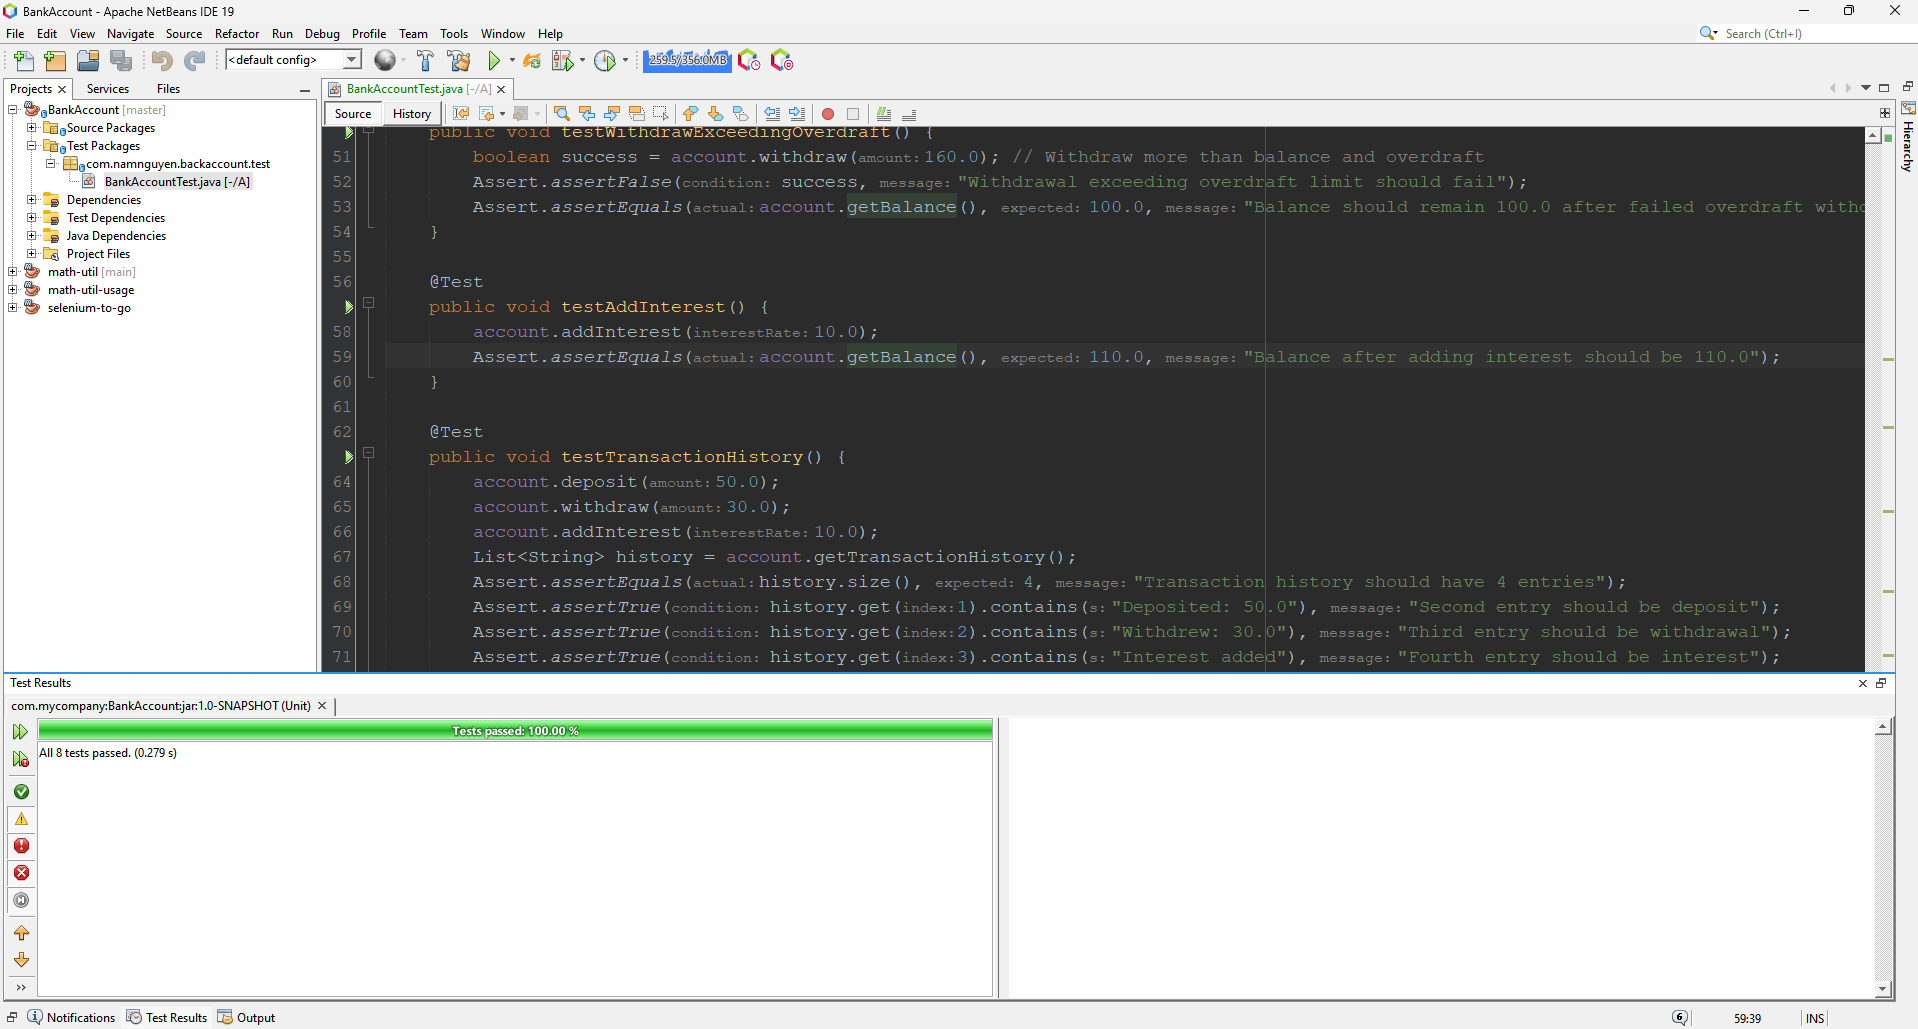 BankAccount - Apache NetBeans IDE 19
File Edit View Navigate Source Refactor Run Debug Profile Team Tools Window Help
Search (Ctrl+I)
<default config>
259.5/356.0MB
Projects Services Files
BankAccount [master]
Source Packages
Test Packages
com.namnguyen.backaccount.test
BankAccountTest.java [-/A]
Dependencies
Test Dependencies
Java Dependencies
Project Files
math-util [main]
math-util-usage
selenium-to-go
BankAccountTest.java [-/A]
Source History
public void testWithdrawExceedingOverdraft() {
51 boolean success = account.withdraw(amount: 160.0); // Withdraw more than balance and overdraft
52 Assert.assertFalse(condition: success, message: "Withdrawal exceeding overdraft limit should fail");
53 Assert.assertEquals(actual: account.getBalance(), expected: 100.0, message: "Balance should remain 100.0 after failed overdraft withd
54 }
55
56 @Test
public void testAddInterest() {
58 account.addInterest(interestRate: 10.0);
59 Assert.assertEquals(actual: account.getBalance(), expected: 110.0, message: "Balance after adding interest should be 110.0");
60 }
61
62 @Test
public void testTransactionHistory() {
64 account.deposit(amount: 50.0);
65 account.withdraw(amount: 30.0);
66 account.addInterest(interestRate: 10.0);
67 List<String> history = account.getTransactionHistory();
68 Assert.assertEquals(actual: history.size(), expected: 4, message: "Transaction history should have 4 entries");
69 Assert.assertTrue(condition: history.get(index: 1).contains(s: "Deposited: 50.0"), message: "Second entry should be deposit");
70 Assert.assertTrue(condition: history.get(index: 2).contains(s: "Withdrew: 30.0"), message: "Third entry should be withdrawal");
71 Assert.assertTrue(condition: history.get(index: 3).contains(s: "Interest added"), message: "Fourth entry should be interest");
Hierarchy
Test Results
com.mycompany:BankAccount:jar:1.0-SNAPSHOT (Unit)
Tests passed: 100.00 %
All 8 tests passed. (0.279 s)
Notifications Test Results Output
6 59:39 INS